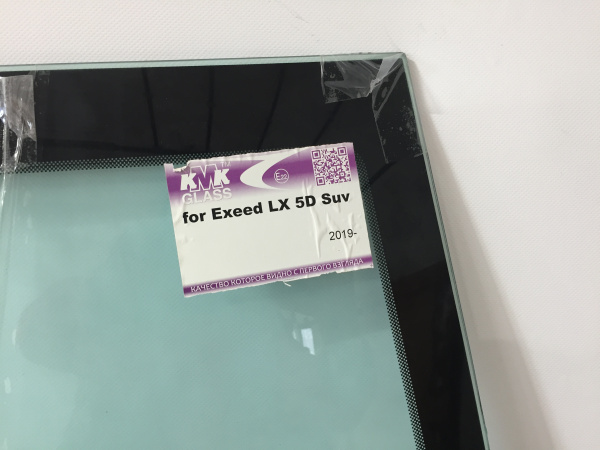 KMK
GLASS
for Exeed LX 5D Suv
2019-
КАЧЕСТВО КОТОРОЕ ВИДНО С ПЕРВОГО ВЗГЛЯДА